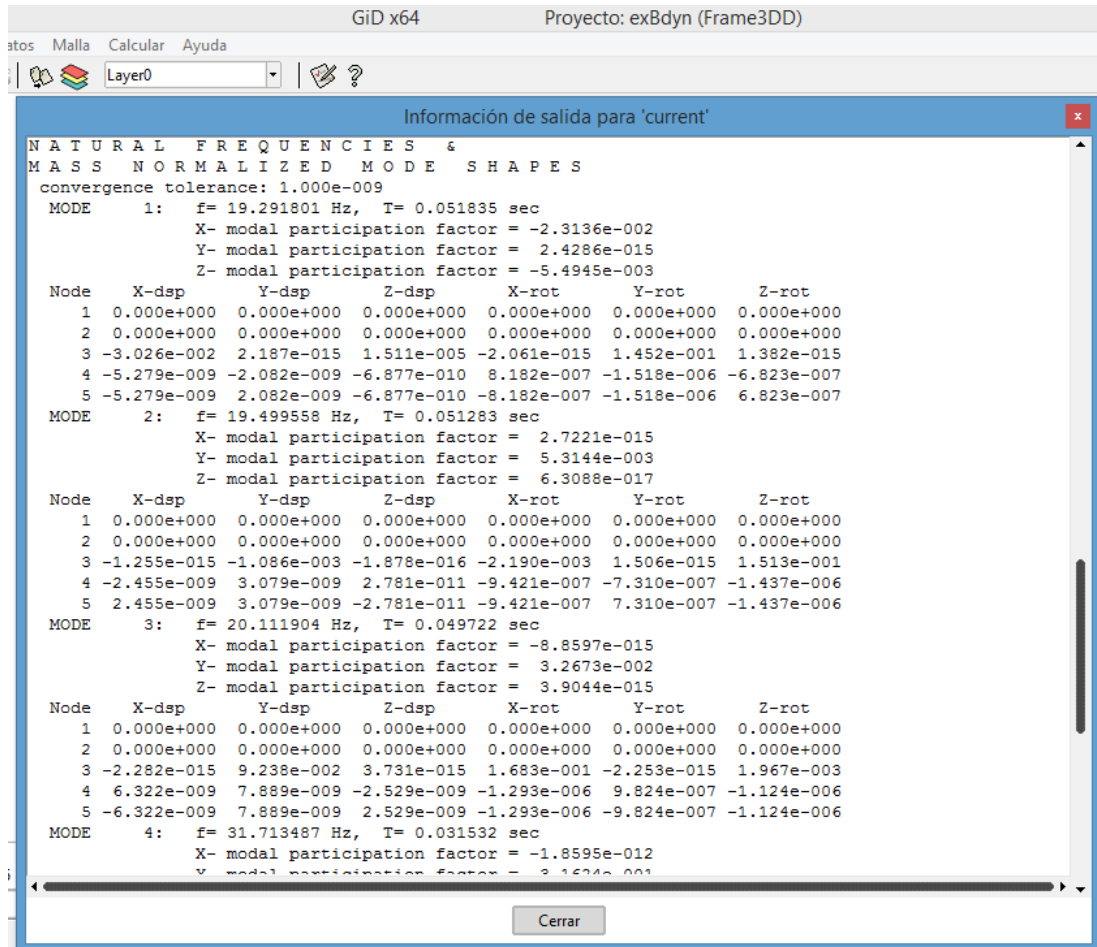 GiD x64 Proyecto: exBdyn (Frame3DD)
atos Malla Calcular Ayuda
Layer0
Información de salida para 'current'
x
N A T U R A L F R E Q U E N C I E S &
M A S S N O R M A L I Z E D M O D E S H A P E S
convergence tolerance: 1.000e-009
MODE 1: f= 19.291801 Hz, T= 0.051835 sec
X- modal participation factor = -2.3136e-002
Y- modal participation factor = 2.4286e-015
Z- modal participation factor = -5.4945e-003
Node X-dsp Y-dsp Z-dsp X-rot Y-rot Z-rot
1 0.000e+000 0.000e+000 0.000e+000 0.000e+000 0.000e+000 0.000e+000
2 0.000e+000 0.000e+000 0.000e+000 0.000e+000 0.000e+000 0.000e+000
3 -3.026e-002 2.187e-015 1.511e-005 -2.061e-015 1.452e-001 1.382e-015
4 -5.279e-009 -2.082e-009 -6.877e-010 8.182e-007 -1.518e-006 -6.823e-007
5 -5.279e-009 2.082e-009 -6.877e-010 -8.182e-007 -1.518e-006 6.823e-007
MODE 2: f= 19.499558 Hz, T= 0.051283 sec
X- modal participation factor = 2.7221e-015
Y- modal participation factor = 5.3144e-003
Z- modal participation factor = 6.3088e-017
Node X-dsp Y-dsp Z-dsp X-rot Y-rot Z-rot
1 0.000e+000 0.000e+000 0.000e+000 0.000e+000 0.000e+000 0.000e+000
2 0.000e+000 0.000e+000 0.000e+000 0.000e+000 0.000e+000 0.000e+000
3 -1.255e-015 -1.086e-003 -1.878e-016 -2.190e-003 1.506e-015 1.513e-001
4 -2.455e-009 3.079e-009 2.781e-011 -9.421e-007 -7.310e-007 -1.437e-006
5 2.455e-009 3.079e-009 -2.781e-011 -9.421e-007 7.310e-007 -1.437e-006
MODE 3: f= 20.111904 Hz, T= 0.049722 sec
X- modal participation factor = -8.8597e-015
Y- modal participation factor = 3.2673e-002
Z- modal participation factor = 3.9044e-015
Node X-dsp Y-dsp Z-dsp X-rot Y-rot Z-rot
1 0.000e+000 0.000e+000 0.000e+000 0.000e+000 0.000e+000 0.000e+000
2 0.000e+000 0.000e+000 0.000e+000 0.000e+000 0.000e+000 0.000e+000
3 -2.282e-015 9.238e-002 3.731e-015 1.683e-001 -2.253e-015 1.967e-003
4 6.322e-009 7.889e-009 -2.529e-009 -1.293e-006 9.824e-007 -1.124e-006
5 -6.322e-009 7.889e-009 2.529e-009 -1.293e-006 -9.824e-007 -1.124e-006
MODE 4: f= 31.713487 Hz, T= 0.031532 sec
X- modal participation factor = -1.8595e-012
Y- modal participation factor = 3.1624e-001
Cerrar